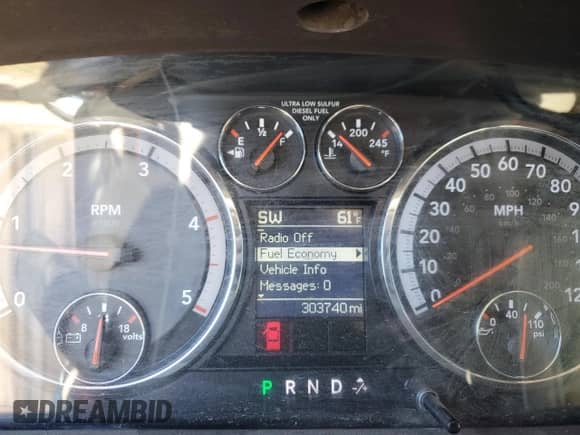 ULTRA LOW SULFUR
DIESEL FUEL
ONLY
E ½ F
14 200 245 °F
1 2 3 4
RPM
0 5
8 18
volts
SW 61°F
Radio Off
Fuel Economy
Vehicle Info
Messages: 0
303740 mi
P R N D
0 10 20 30 40 50 60 70 80
MPH
0 40 110
psi
DREAMBID